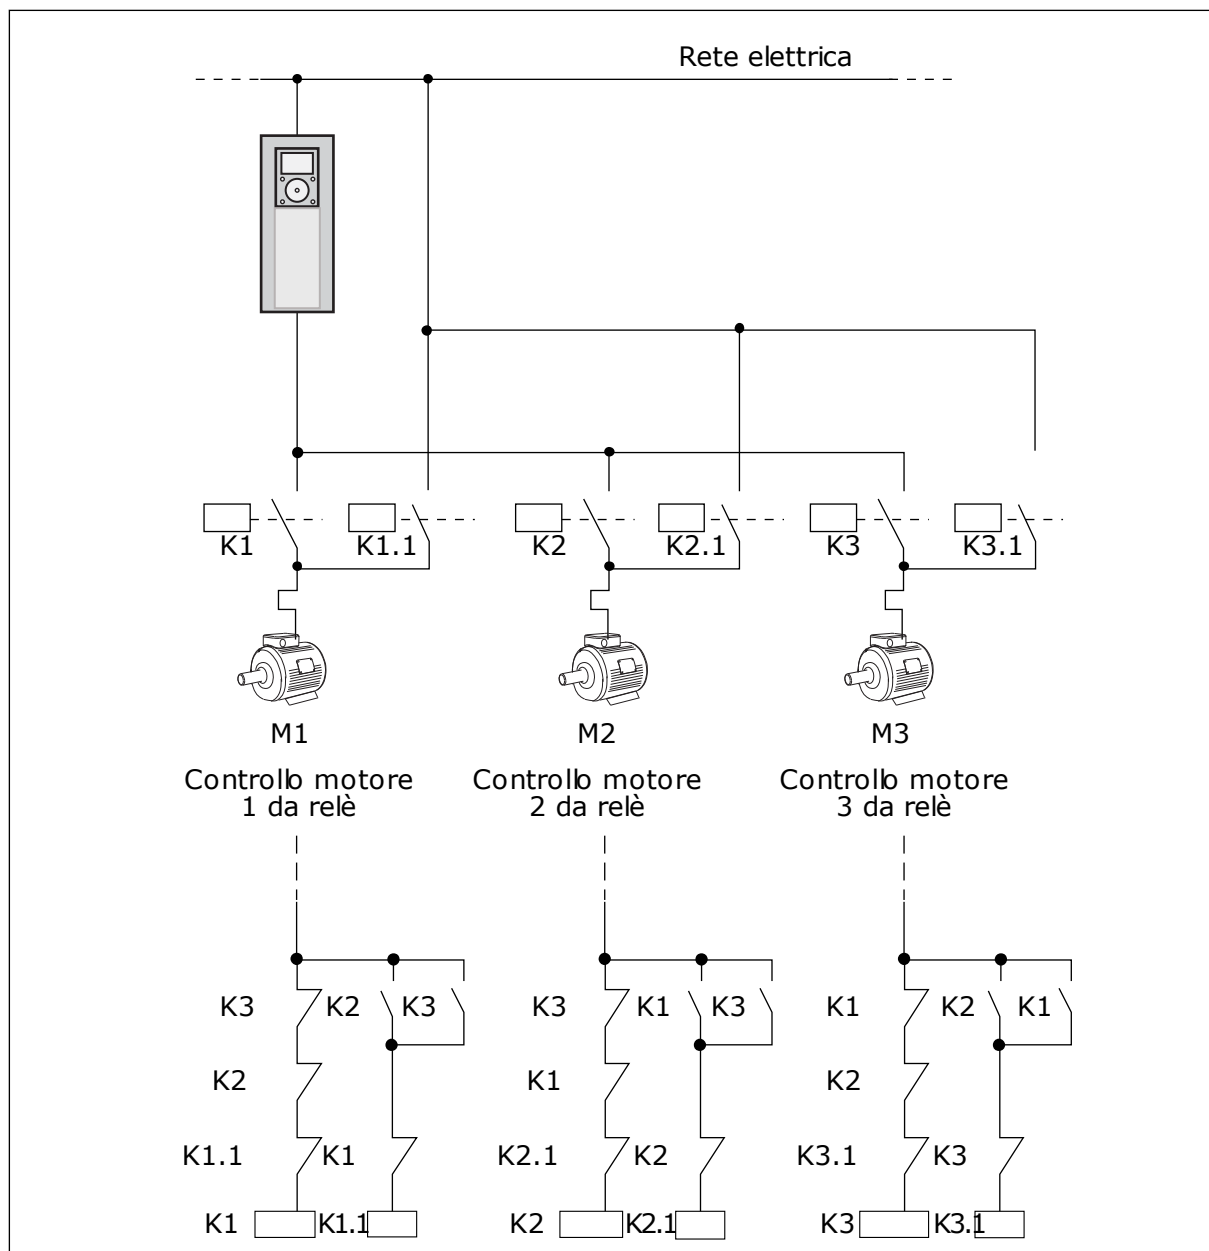 Rete elettrica
K1 K1.1 K2 K2.1 K3 K3.1
M1 M2 M3
Controllo motore Controllo motore Controllo motore
1 da relè 2 da relè 3 da relè
K3 K2 K3 K3 K1 K3 K1 K2 K1
K2 K1 K2
K1.1 K1 K2.1 K2 K3.1 K3
K1 K1.1 K2 K2.1 K3 K3.1